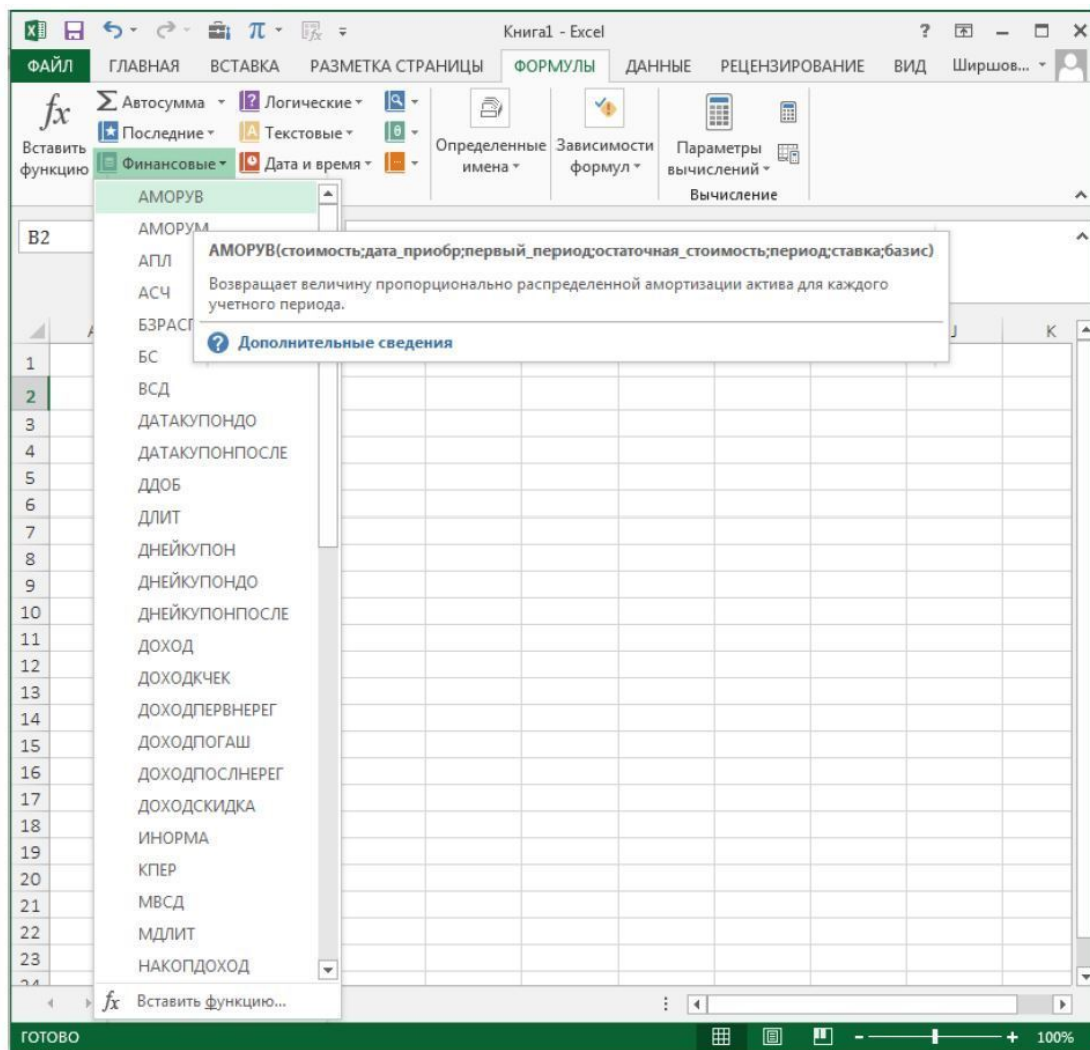 Книга1 - Excel
?
ФАЙЛ ГЛАВНАЯ ВСТАВКА РАЗМЕТКА СТРАНИЦЫ ФОРМУЛЫ ДАННЫЕ РЕЦЕНЗИРОВАНИЕ ВИД Ширшов...
fx
Вставить функцию
Σ Автосумма
Последние
Финансовые
Логические
Текстовые
Дата и время
Определенные имена
Зависимости формул
Параметры вычислений
Вычисление
B2
АМОРУВ
АМОРУМ
АПЛ
АСЧ
БЗРАСП
БС
ВСД
ДАТАКУПОНДО
ДАТАКУПОНПОСЛЕ
ДДОБ
ДЛИТ
ДНЕЙКУПОН
ДНЕЙКУПОНДО
ДНЕЙКУПОНПОСЛЕ
ДОХОД
ДОХОДКЧЕК
ДОХОДПЕРВНЕРЕГ
ДОХОДПОГАШ
ДОХОДПОСЛНЕРЕГ
ДОХОДСКИДКА
ИНОРМА
КПЕР
МВСД
МДЛИТ
НАКОПДОХОД
fx Вставить функцию...
АМОРУВ(стоимость;дата_приобр;первый_период;остаточная_стоимость;период;ставка;базис)
Возвращает величину пропорционально распределенной амортизации актива для каждого
учетного периода.
? Дополнительные сведения
J K
1
2
3
4
5
6
7
8
9
10
11
12
13
14
15
16
17
18
19
20
21
22
23
24
ГОТОВО
100%